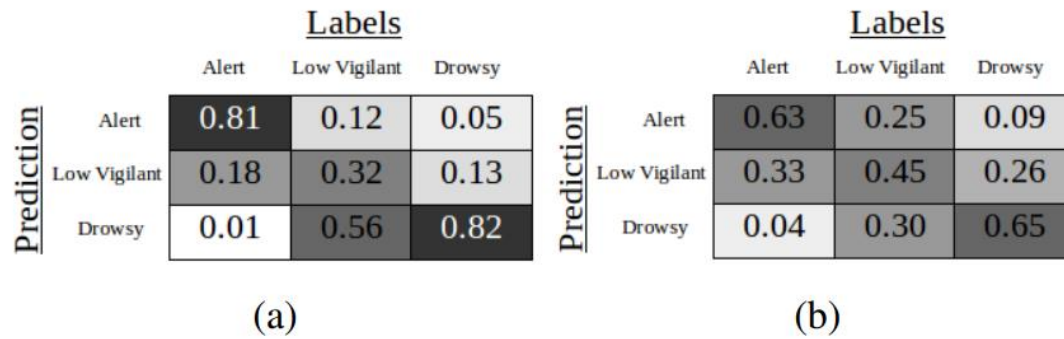 Labels
Alert Low Vigilant Drowsy
Prediction
Alert 0.81 0.12 0.05
Low Vigilant 0.18 0.32 0.13
Drowsy 0.01 0.56 0.82
(a)
Labels
Alert Low Vigilant Drowsy
Prediction
Alert 0.63 0.25 0.09
Low Vigilant 0.33 0.45 0.26
Drowsy 0.04 0.30 0.65
(b)